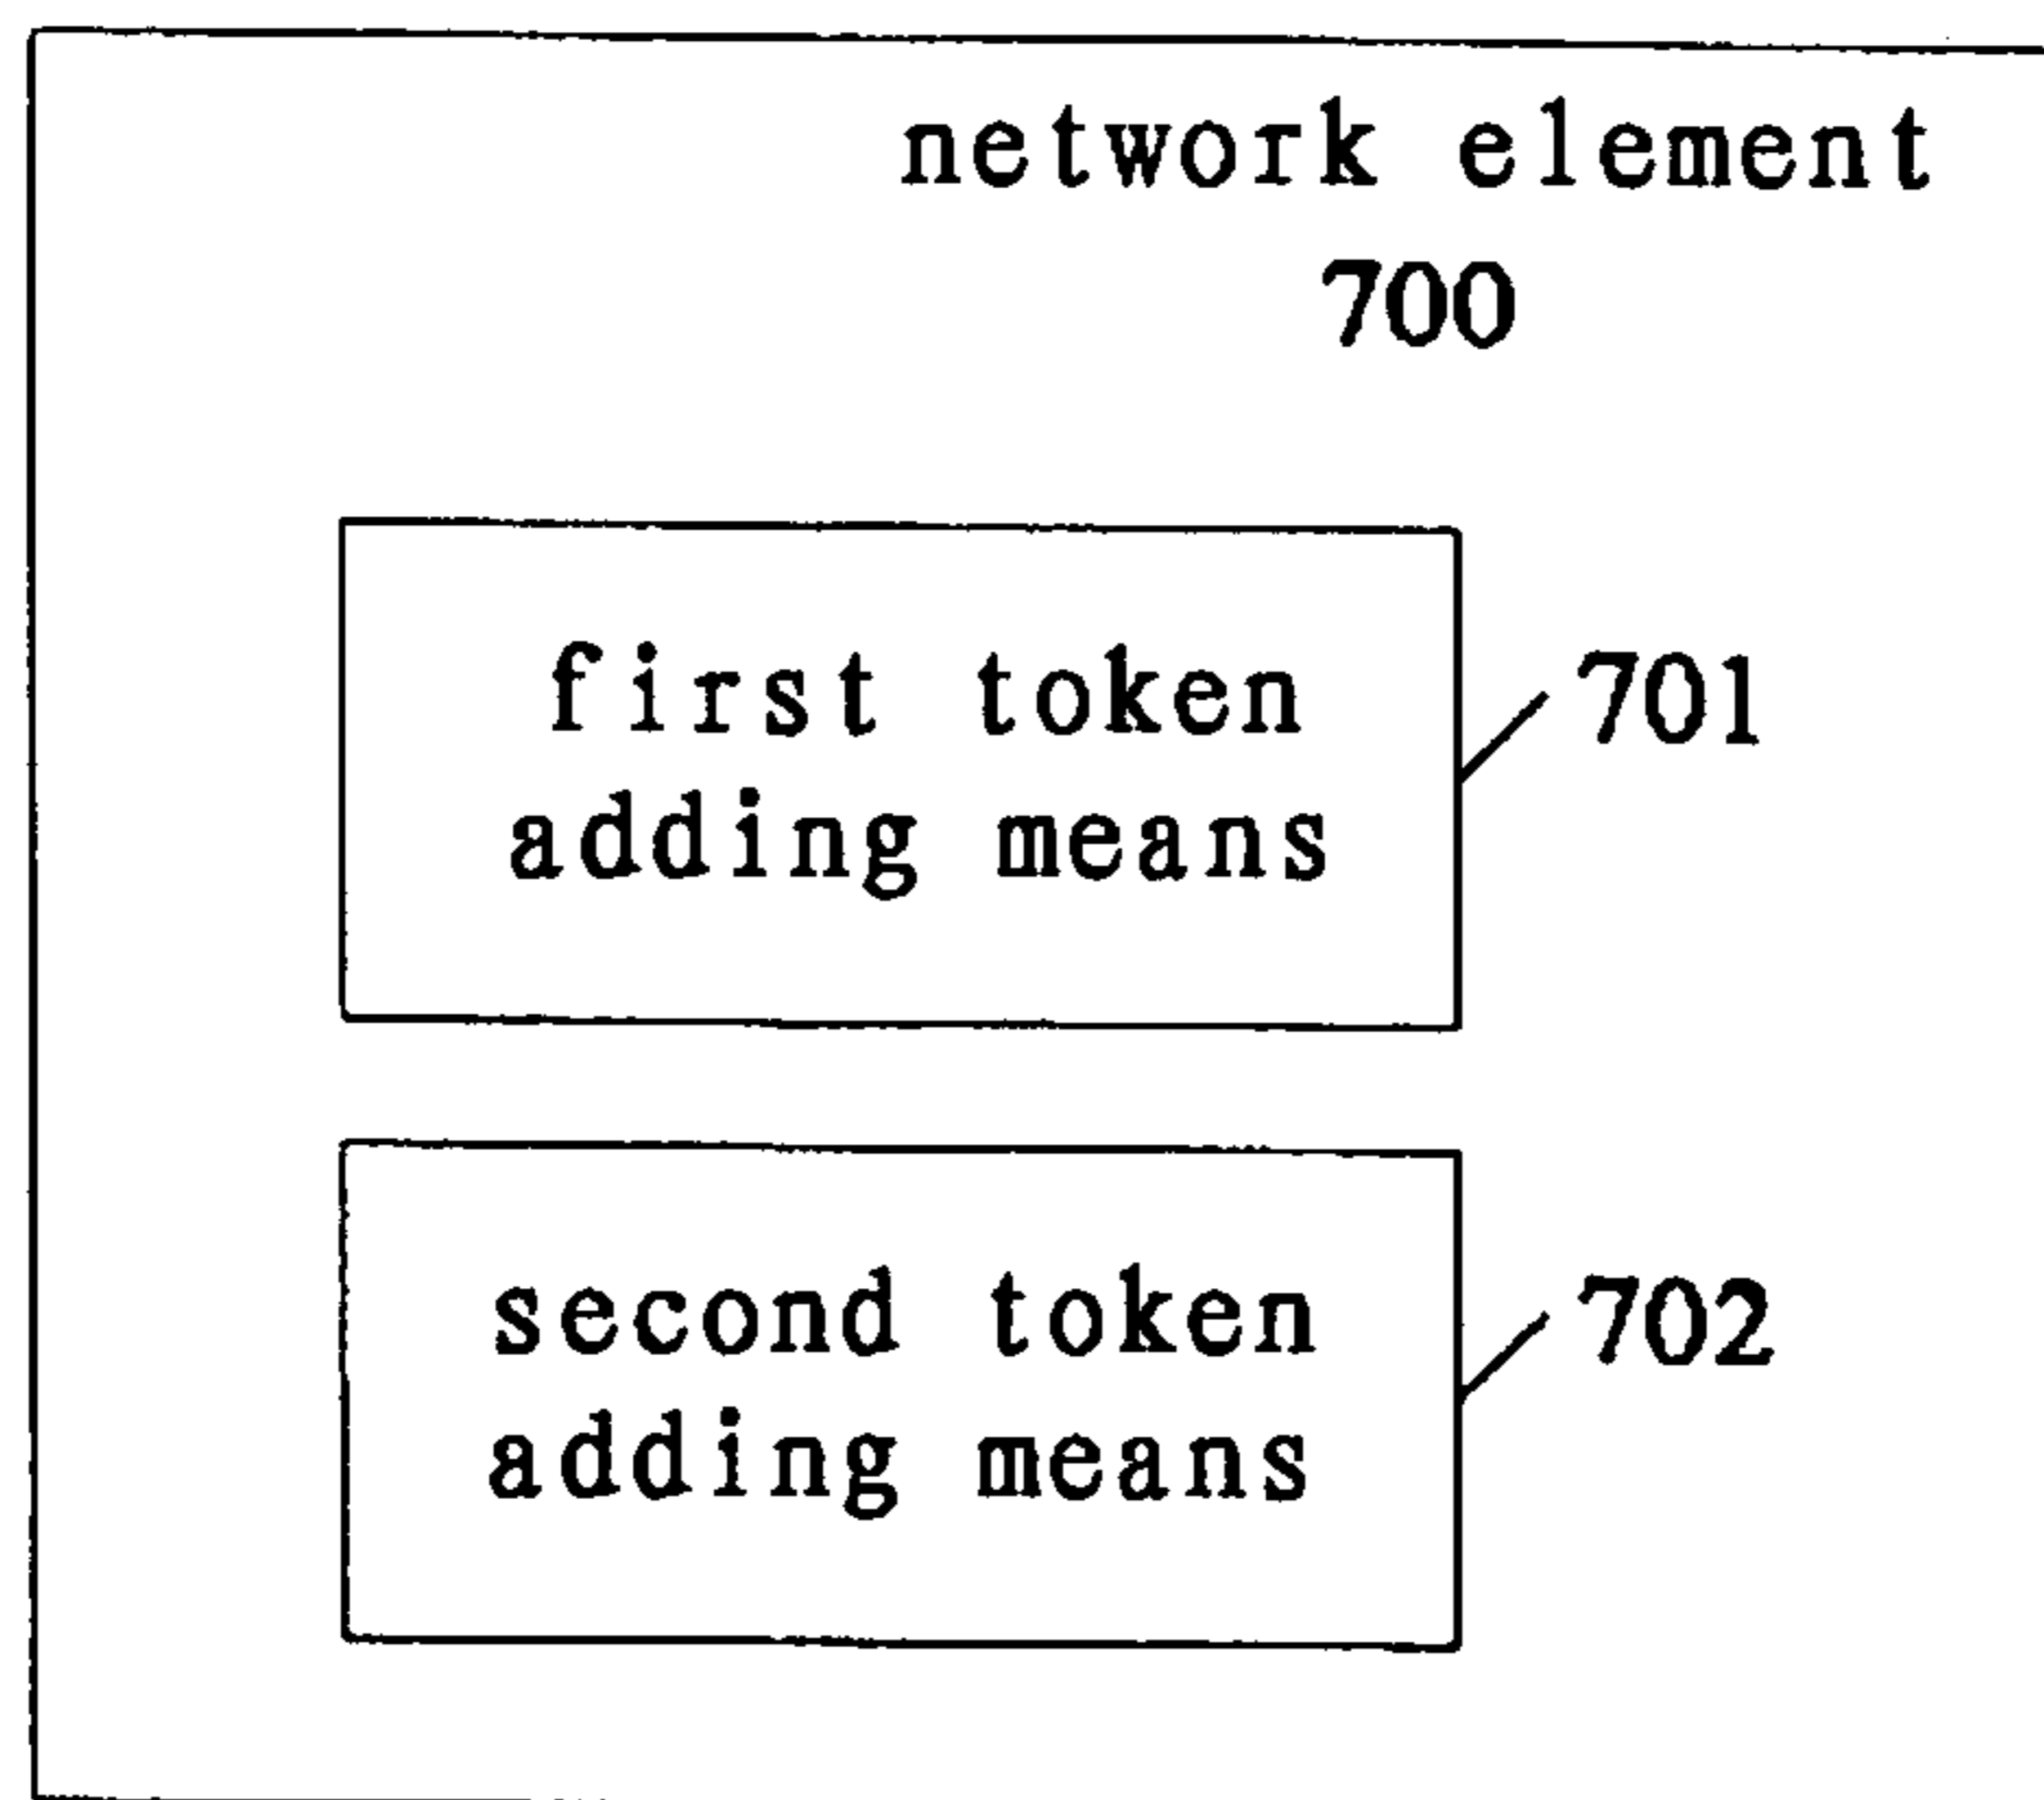 network element
700
first token
adding means
701
second token
adding means
702